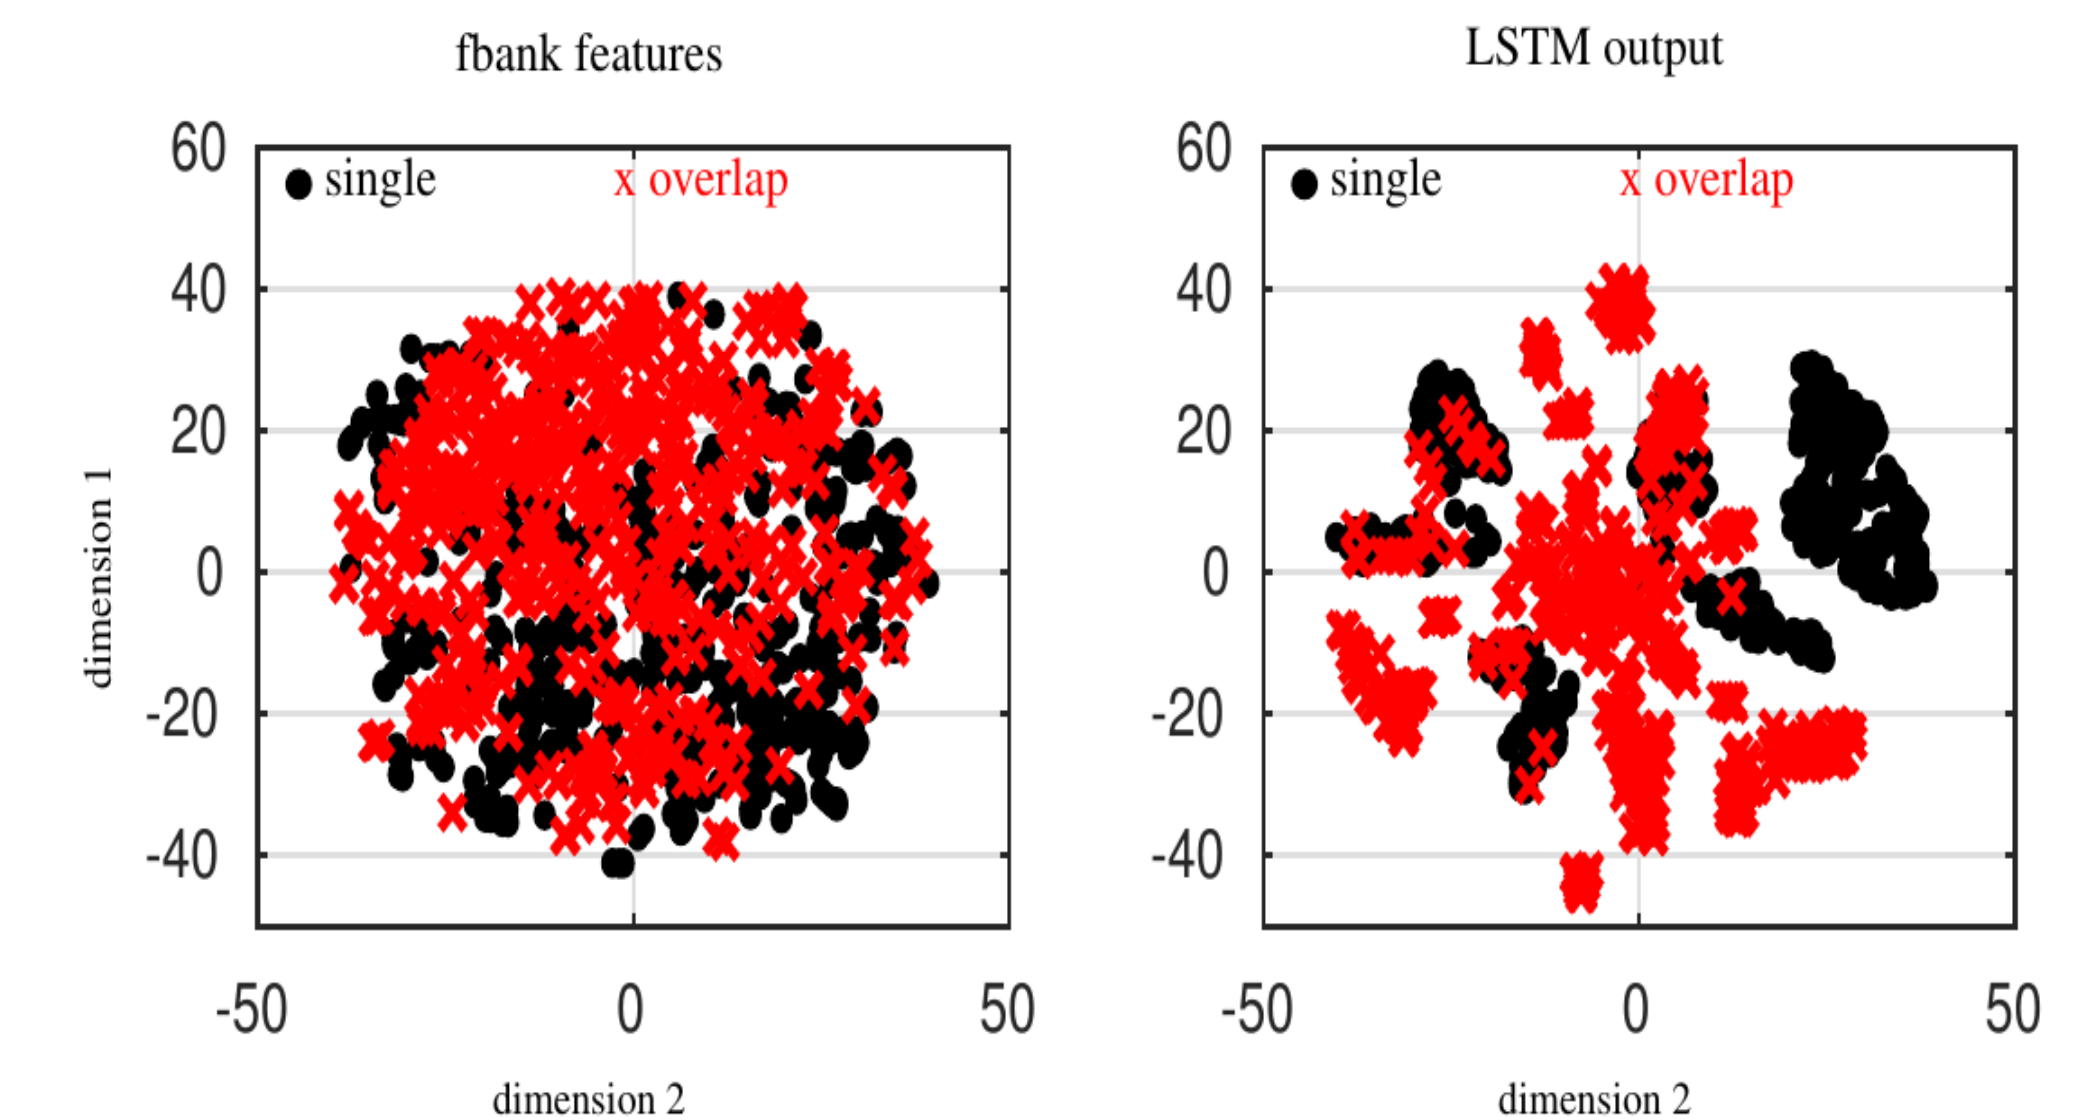 fbank features
60
single x overlap
40
20
0
-20
-40
-50 0 50
dimension 1
dimension 2
LSTM output
60
single x overlap
40
20
0
-20
-40
-50 0 50
dimension 2